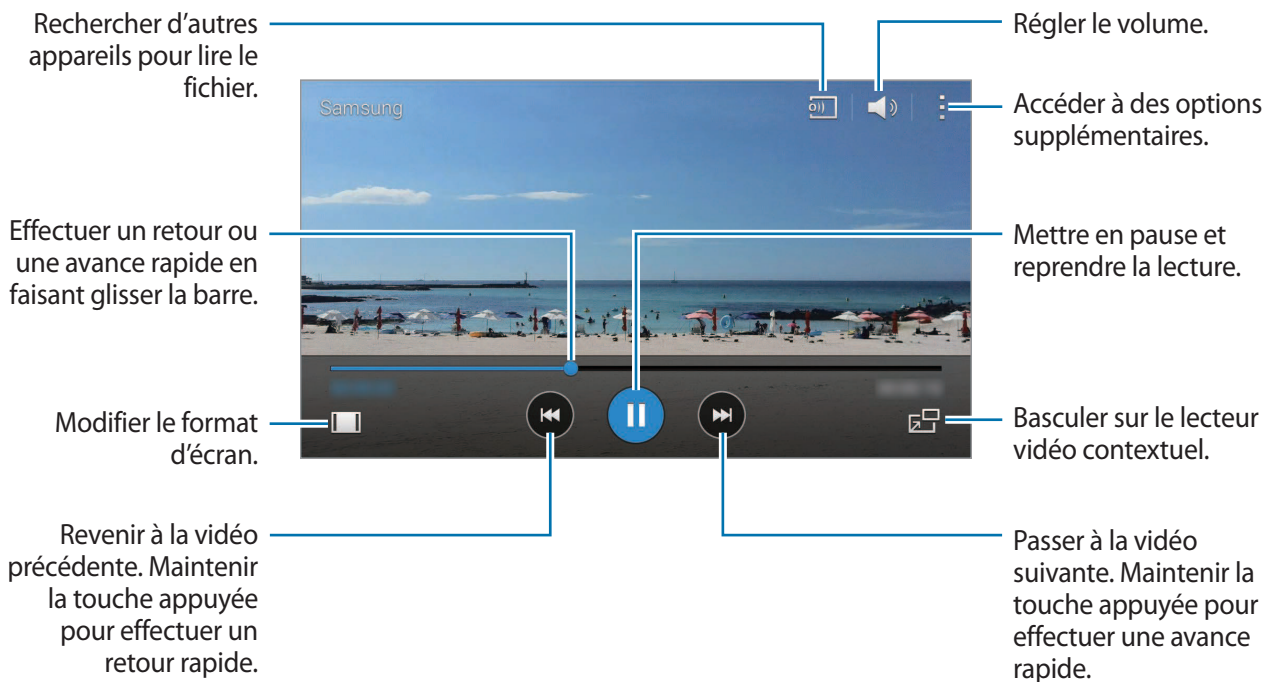 Rechercher d'autres
appareils pour lire le
fichier.
Régler le volume.
Samsung
Accéder à des options
supplémentaires.
Effectuer un retour ou
une avance rapide en
faisant glisser la barre.
Mettre en pause et
reprendre la lecture.
Modifier le format
d'écran.
Basculer sur le lecteur
vidéo contextuel.
Revenir à la vidéo
précédente. Maintenir
la touche appuyée
pour effectuer un
retour rapide.
Passer à la vidéo
suivante. Maintenir la
touche appuyée pour
effectuer une avance
rapide.